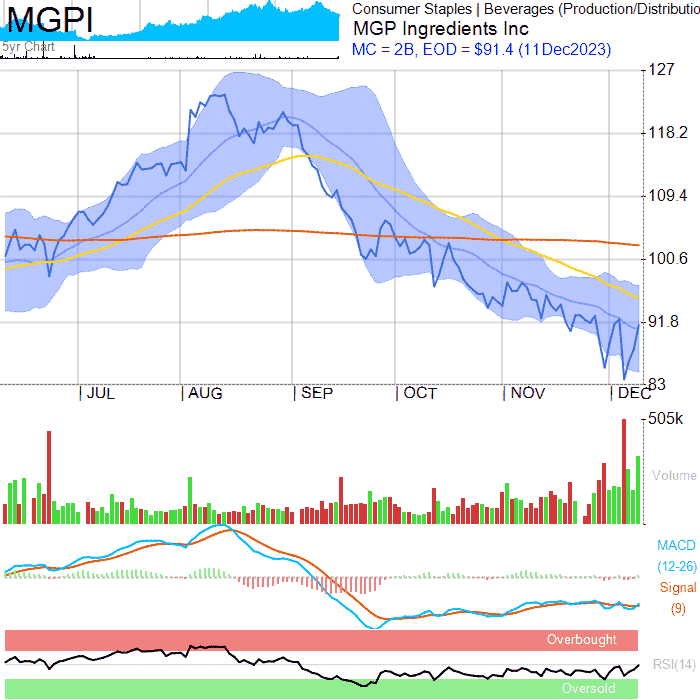 MGPI
5yr Chart
Consumer Staples | Beverages (Production/Distributio
MGP Ingredients Inc
MC = 2B, EOD = $91.4 (11Dec2023)
127
118.2
109.4
100.6
91.8
83
JUL AUG SEP OCT NOV DEC
505k
Volume
MACD
(12-26)
Signal
(9)
Overbought
RSI(14)
Oversold